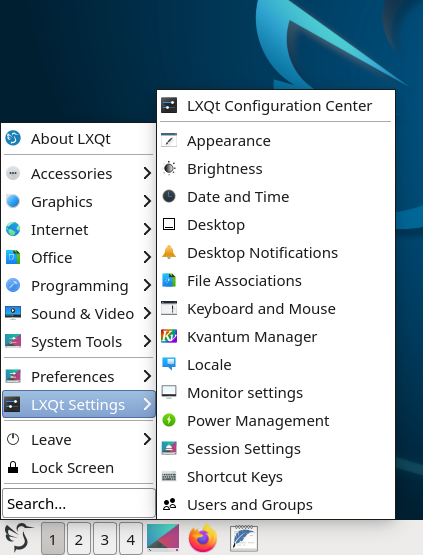 About LXQt
Accessories
Graphics
Internet
Office
Programming
Sound & Video
System Tools
Preferences
LXQt Settings
Leave
Lock Screen
Search...
LXQt Configuration Center
Appearance
Brightness
Date and Time
Desktop
Desktop Notifications
File Associations
Keyboard and Mouse
Kvantum Manager
Locale
Monitor settings
Power Management
Session Settings
Shortcut Keys
Users and Groups
1 2 3 4